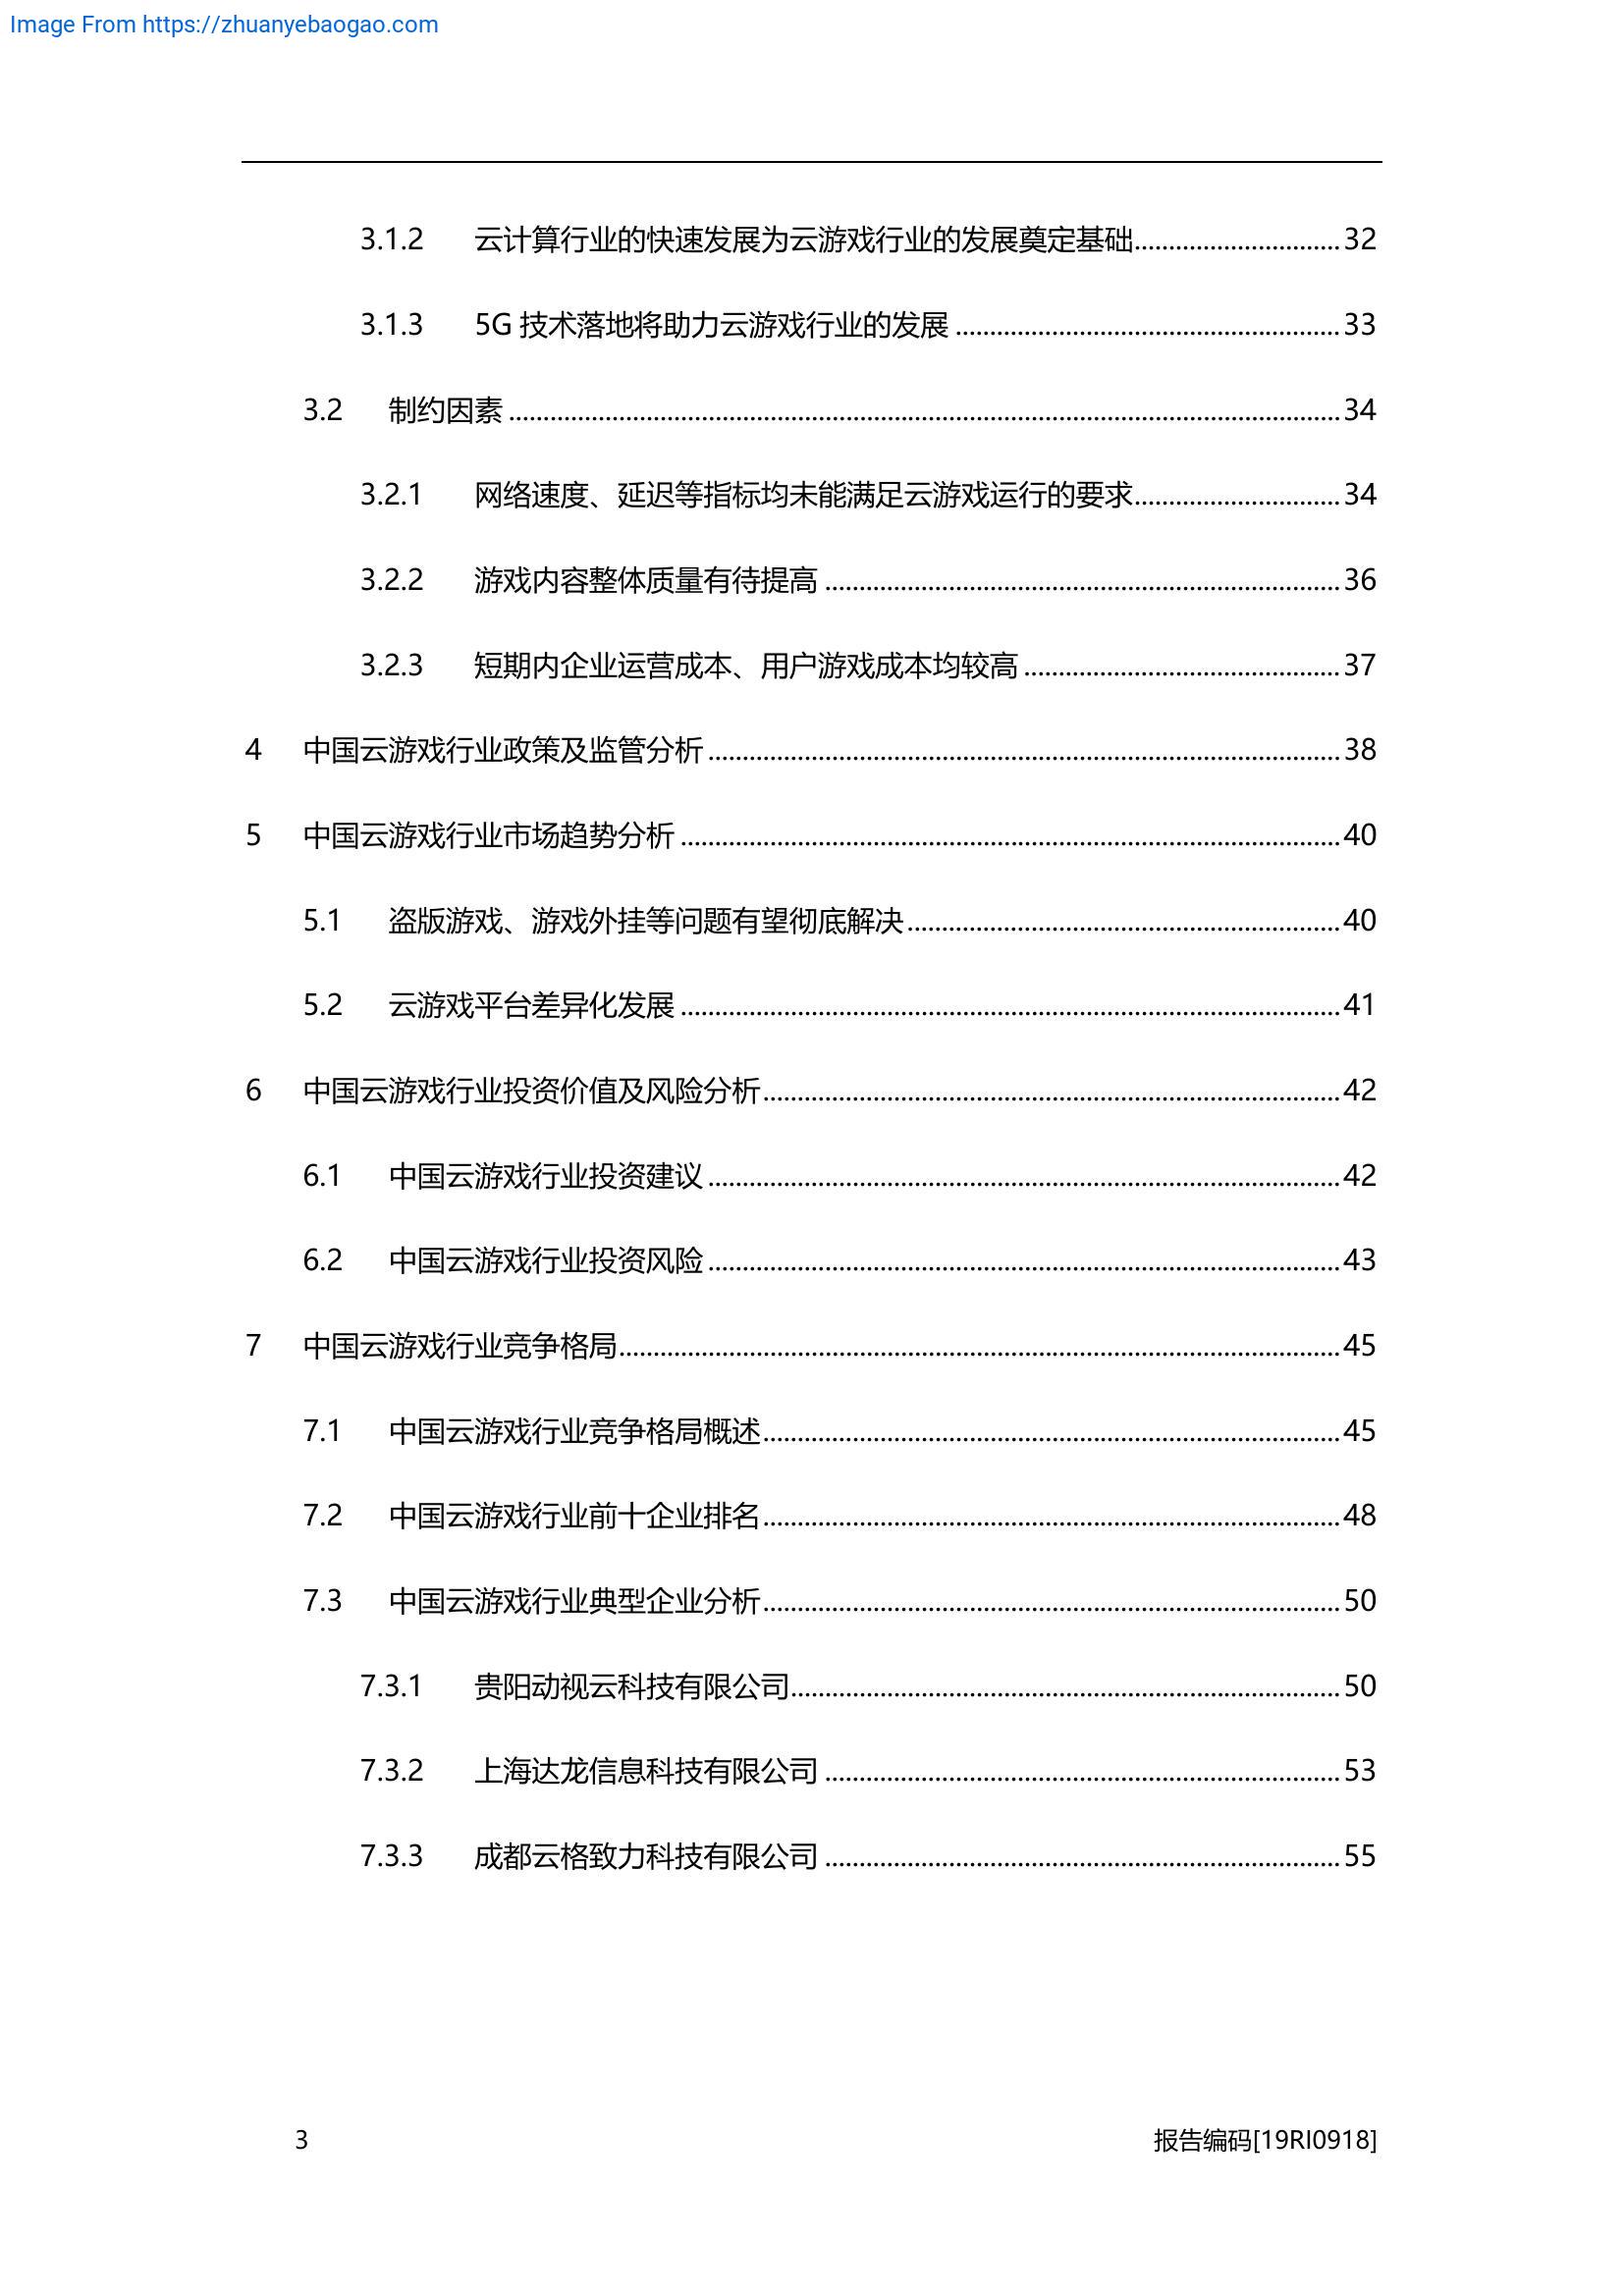 Image From https://zhuanyebaogao.com
3.1.2 云计算行业的快速发展为云游戏行业的发展奠定基础........................ 32
3.1.3 5G 技术落地将助力云游戏行业的发展 ........................ 33
3.2 制约因素 ........................ 34
3.2.1 网络速度、延迟等指标均未能满足云游戏运行的要求........................ 34
3.2.2 游戏内容整体质量有待提高 ........................ 36
3.2.3 短期内企业运营成本、用户游戏成本均较高 ........................ 37
4 中国云游戏行业政策及监管分析 ........................ 38
5 中国云游戏行业市场趋势分析 ........................ 40
5.1 盗版游戏、游戏外挂等问题有望彻底解决 ........................ 40
5.2 云游戏平台差异化发展 ........................ 41
6 中国云游戏行业投资价值及风险分析 ........................ 42
6.1 中国云游戏行业投资建议 ........................ 42
6.2 中国云游戏行业投资风险 ........................ 43
7 中国云游戏行业竞争格局........................ 45
7.1 中国云游戏行业竞争格局概述 ........................ 45
7.2 中国云游戏行业前十企业排名 ........................ 48
7.3 中国云游戏行业典型企业分析 ........................ 50
7.3.1 贵阳动视云科技有限公司........................ 50
7.3.2 上海达龙信息科技有限公司 ........................ 53
7.3.3 成都云格致力科技有限公司 ........................ 55
3 报告编码[19RI0918]